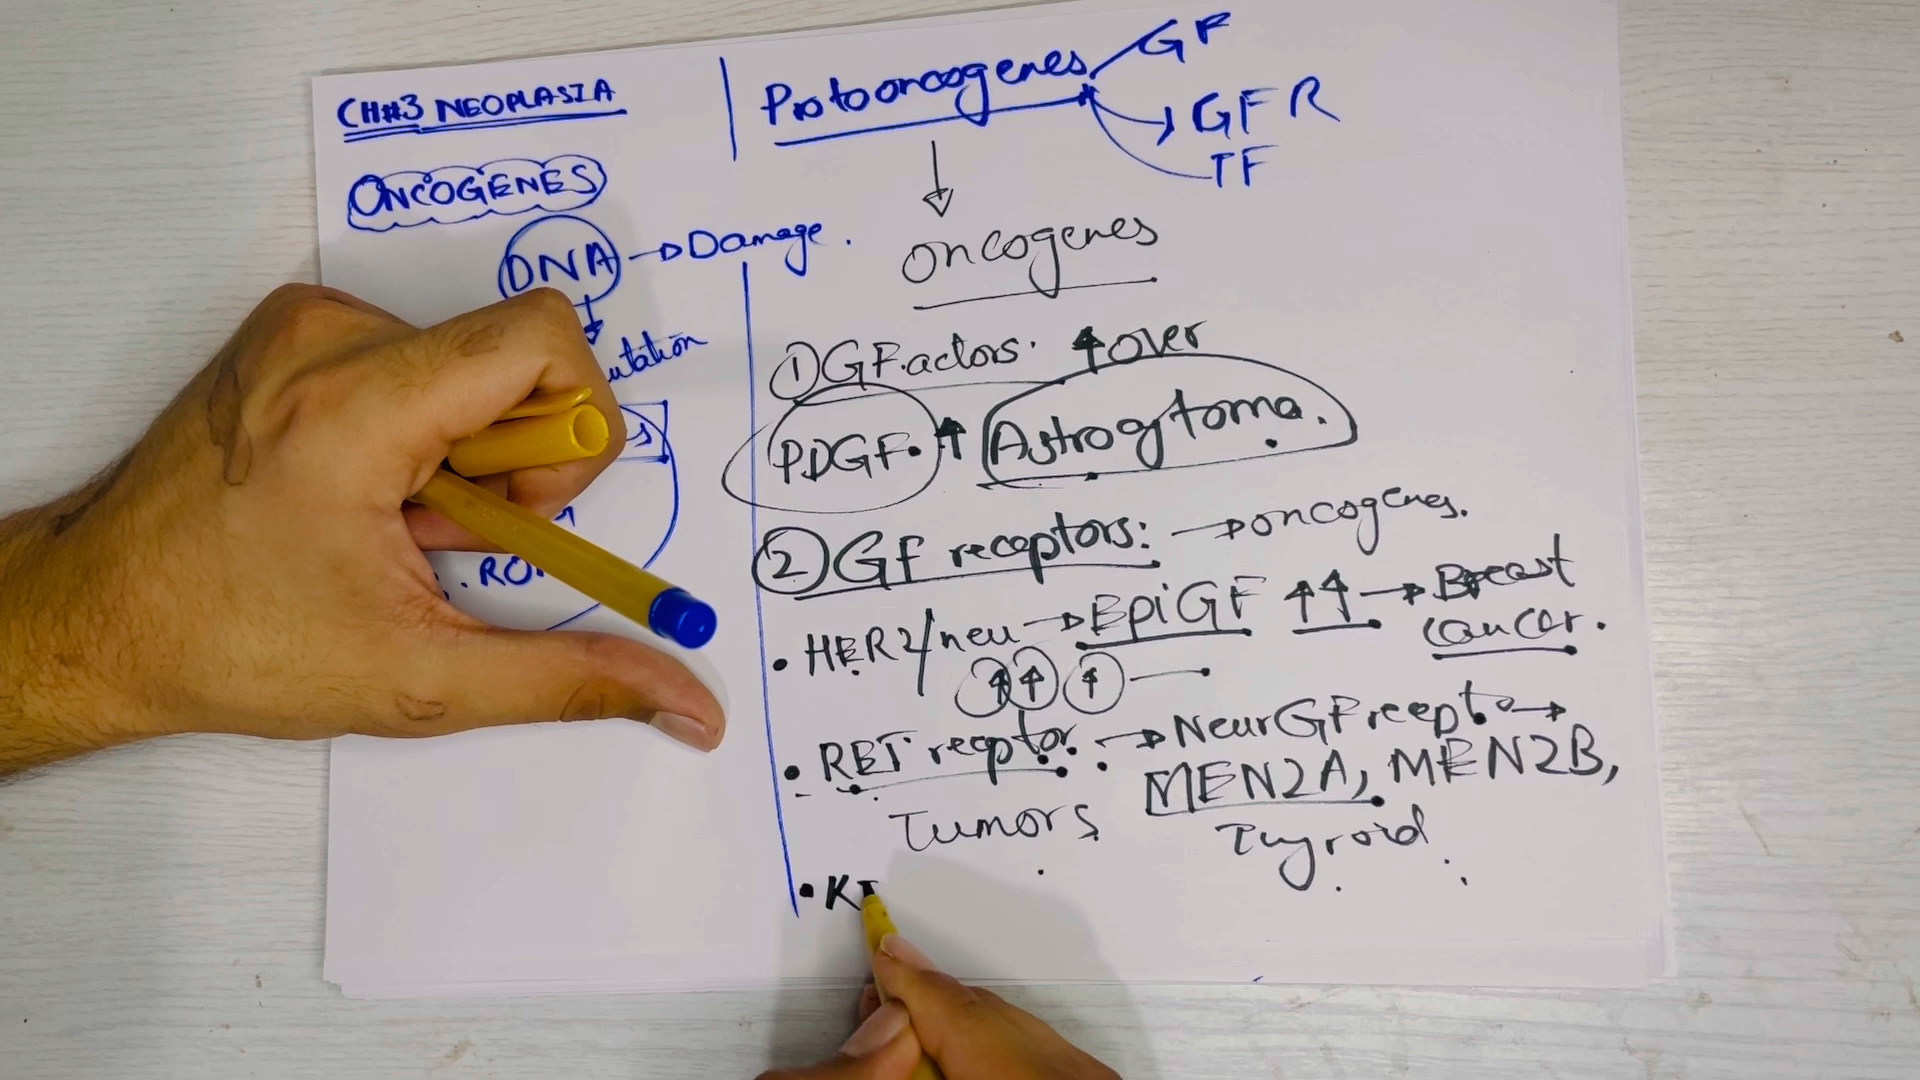 CH#3 NEOPLASIA
ONCOGENES
DNA → Damage.
Protooncogenes GF
→ GFR
TF
↓
oncogenes
① GFactors. ↑ over
PDGF. ↑ Astrocytoma.
② GF receptors: → oncogenes.
• HER2/neu → EpiGF ↑↑ → Breast
cancer.
↑ ↑ ↑
• RET receptor. → NeurGFreceptor →
Tumors MEN2A, MEN2B,
Thyroid